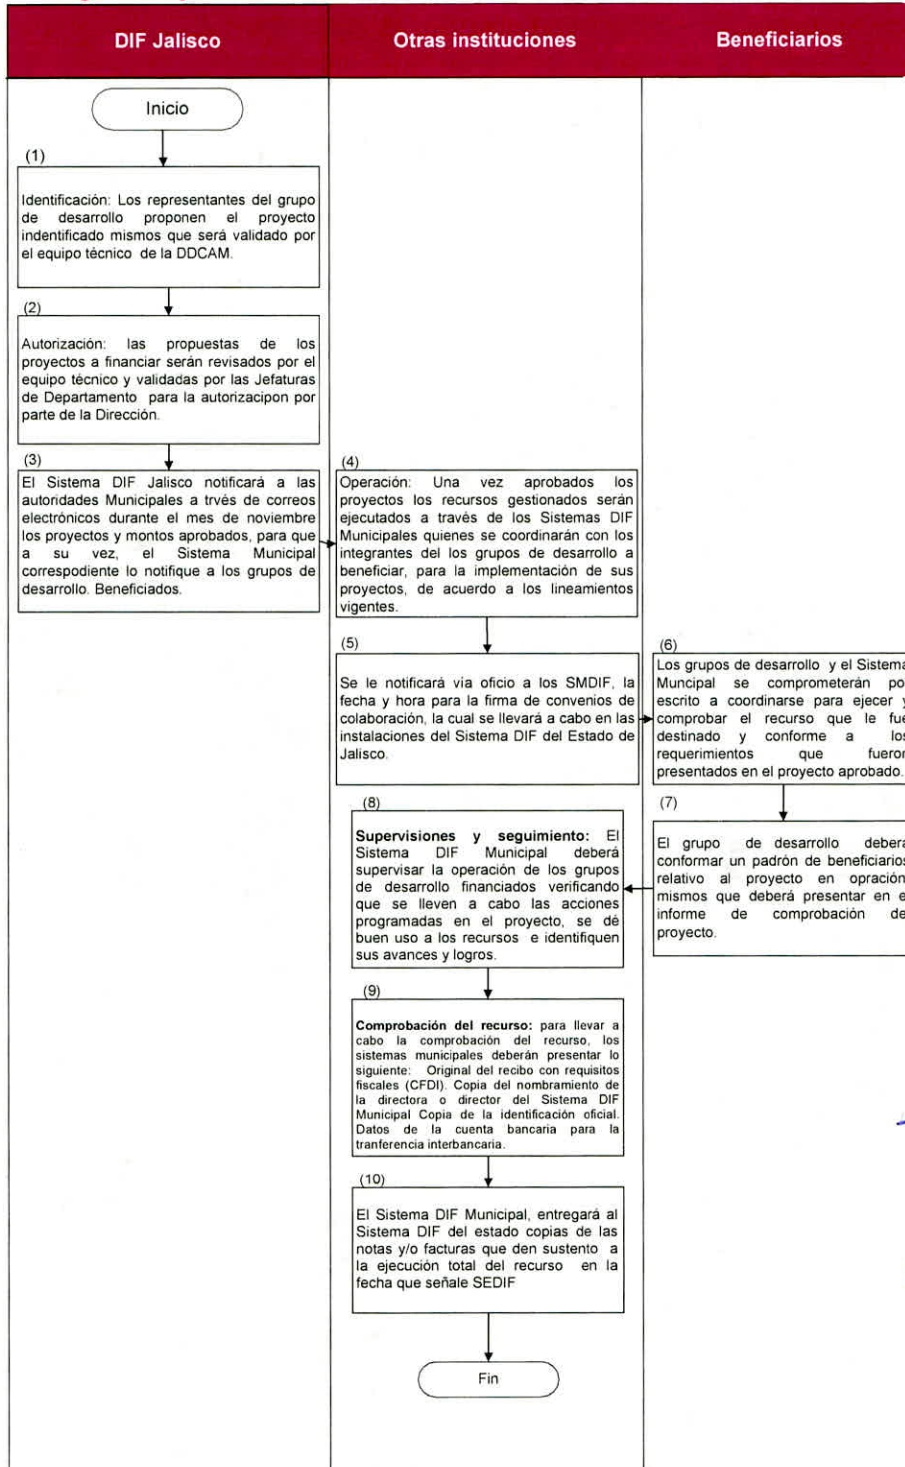 DIF Jalisco
Otras instituciones
Beneficiarios
Inicio
(1)
Identificación: Los representantes del grupo
de desarrollo proponen el proyecto
indentificado mismos que será validado por
el equipo técnico de la DDCAM.
(2)
Autorización: las propuestas de los
proyectos a financiar serán revisados por el
equipo técnico y validadas por las Jefaturas
de Departamento para la autorizacipon por
parte de la Dirección.
(3)
El Sistema DIF Jalisco notificará a las
autoridades Municipales a trvés de correos
electrónicos durante el mes de noviembre
los proyectos y montos aprobados, para que
a su vez, el Sistema Municipal
correspodiente lo notifique a los grupos de
desarrollo. Beneficiados.
(4)
Operación: Una vez aprobados los
proyectos los recursos gestionados serán
ejecutados a través de los Sistemas DIF
Municipales quienes se coordinarán con los
integrantes del los grupos de desarrollo a
beneficiar, para la implementación de sus
proyectos, de acuerdo a los lineamientos
vigentes.
(5)
Se le notificará vía oficio a los SMDIF, la
fecha y hora para la firma de convenios de
colaboración, la cual se llevará a cabo en las
instalaciones del Sistema DIF del Estado de
Jalisco.
(6)
Los grupos de desarrollo y el Sistema
Muncipal se comprometerán po
escrito a coordinarse para ejecer y
comprobar el recurso que le fue
destinado y conforme a los
requerimientos que fueron
presentados en el proyecto aprobado.
(7)
El grupo de desarrollo deberá
conformar un padrón de beneficiarios
relativo al proyecto en opración
mismos que deberá presentar en e
informe de comprobación de
proyecto.
(8)
Supervisiones y seguimiento: El
Sistema DIF Municipal deberá
supervisar la operación de los grupos
de desarrollo financiados verificando
que se lleven a cabo las acciones
programadas en el proyecto, se dé
buen uso a los recursos e identifiquen
sus avances y logros.
(9)
Comprobación del recurso: para llevar a
cabo la comprobación del recurso, los
sistemas municipales deberán presentar lo
siguiente: Original del recibo con requisitos
fiscales (CFDI). Copia del nombramiento de
la directora o director del Sistema DIF
Municipal Copia de la identificación oficial.
Datos de la cuenta bancaria para la
tranferencia interbancaria.
(10)
El Sistema DIF Municipal, entregará al
Sistema DIF del estado copias de las
notas y/o facturas que den sustento a
la ejecución total del recurso en la
fecha que señale SEDIF
Fin